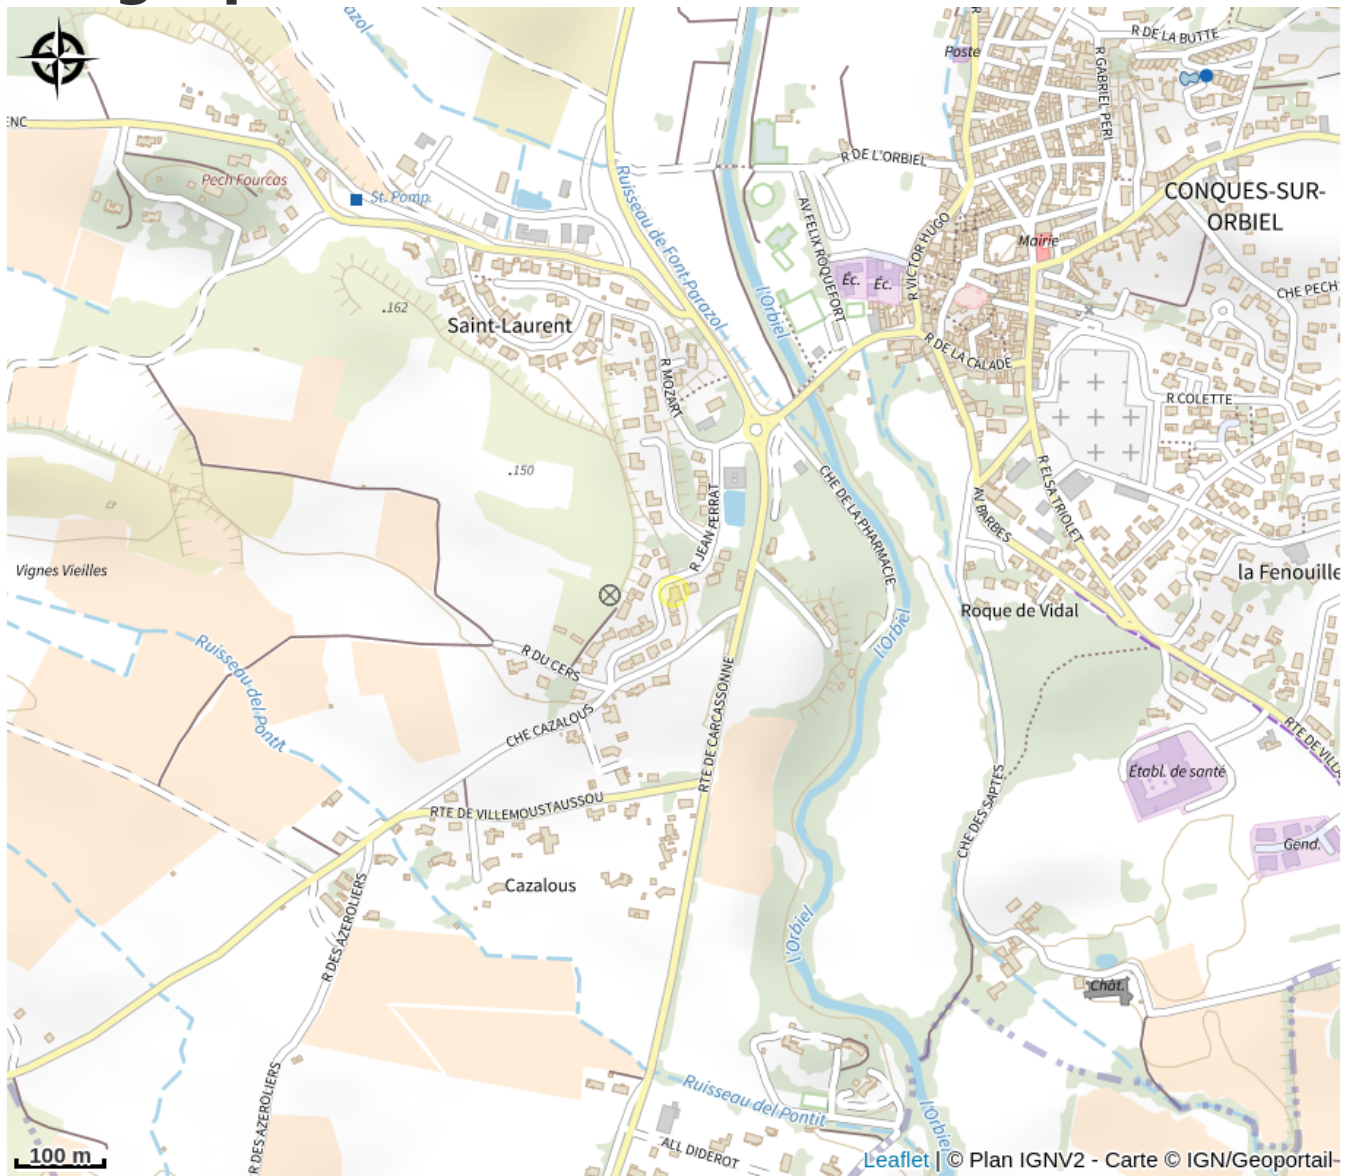 R DE LA BUTTE
Poste
R GABRIEL PERI
Ruisseau de Font Parazol
R DE L'ORBIEL
Pech Fourcas
St. Pomp.
CONQUES-SUR-
ORBIEL
AV FELIX ROQUEFORT
R VICTOR HUGO
Mairie
Éc.
Éc.
l'Orbiel
CHE PECH
.162
Saint-Laurent
R DE LA CALADE
R MOZART
R COLETTE
.150
CHE DE LA PHARMACIE
R ELSA TRIOLET
AV BARBES
R JEAN FERRAT
Vignes Vieilles
la Fenouille
Roque de Vidal
l'Orbiel
Ruisseau del Pontit
R DU CERS
RTE DE CARCASSONNE
CHE CAZALOUS
RTE DE VILLA
Établ. de santé
RTE DE VILLEMOUSTAUSSOU
CHE DES SAPTES
Gend.
Cazalous
R DES AZEROLIERS
l'Orbiel
Chât.
Ruisseau del Pontit
R DES AZEROLIERS
l'Orbiel
ALL DIDEROT
100 m
Leaflet | © Plan IGNV2 - Carte © IGN/Geoportail